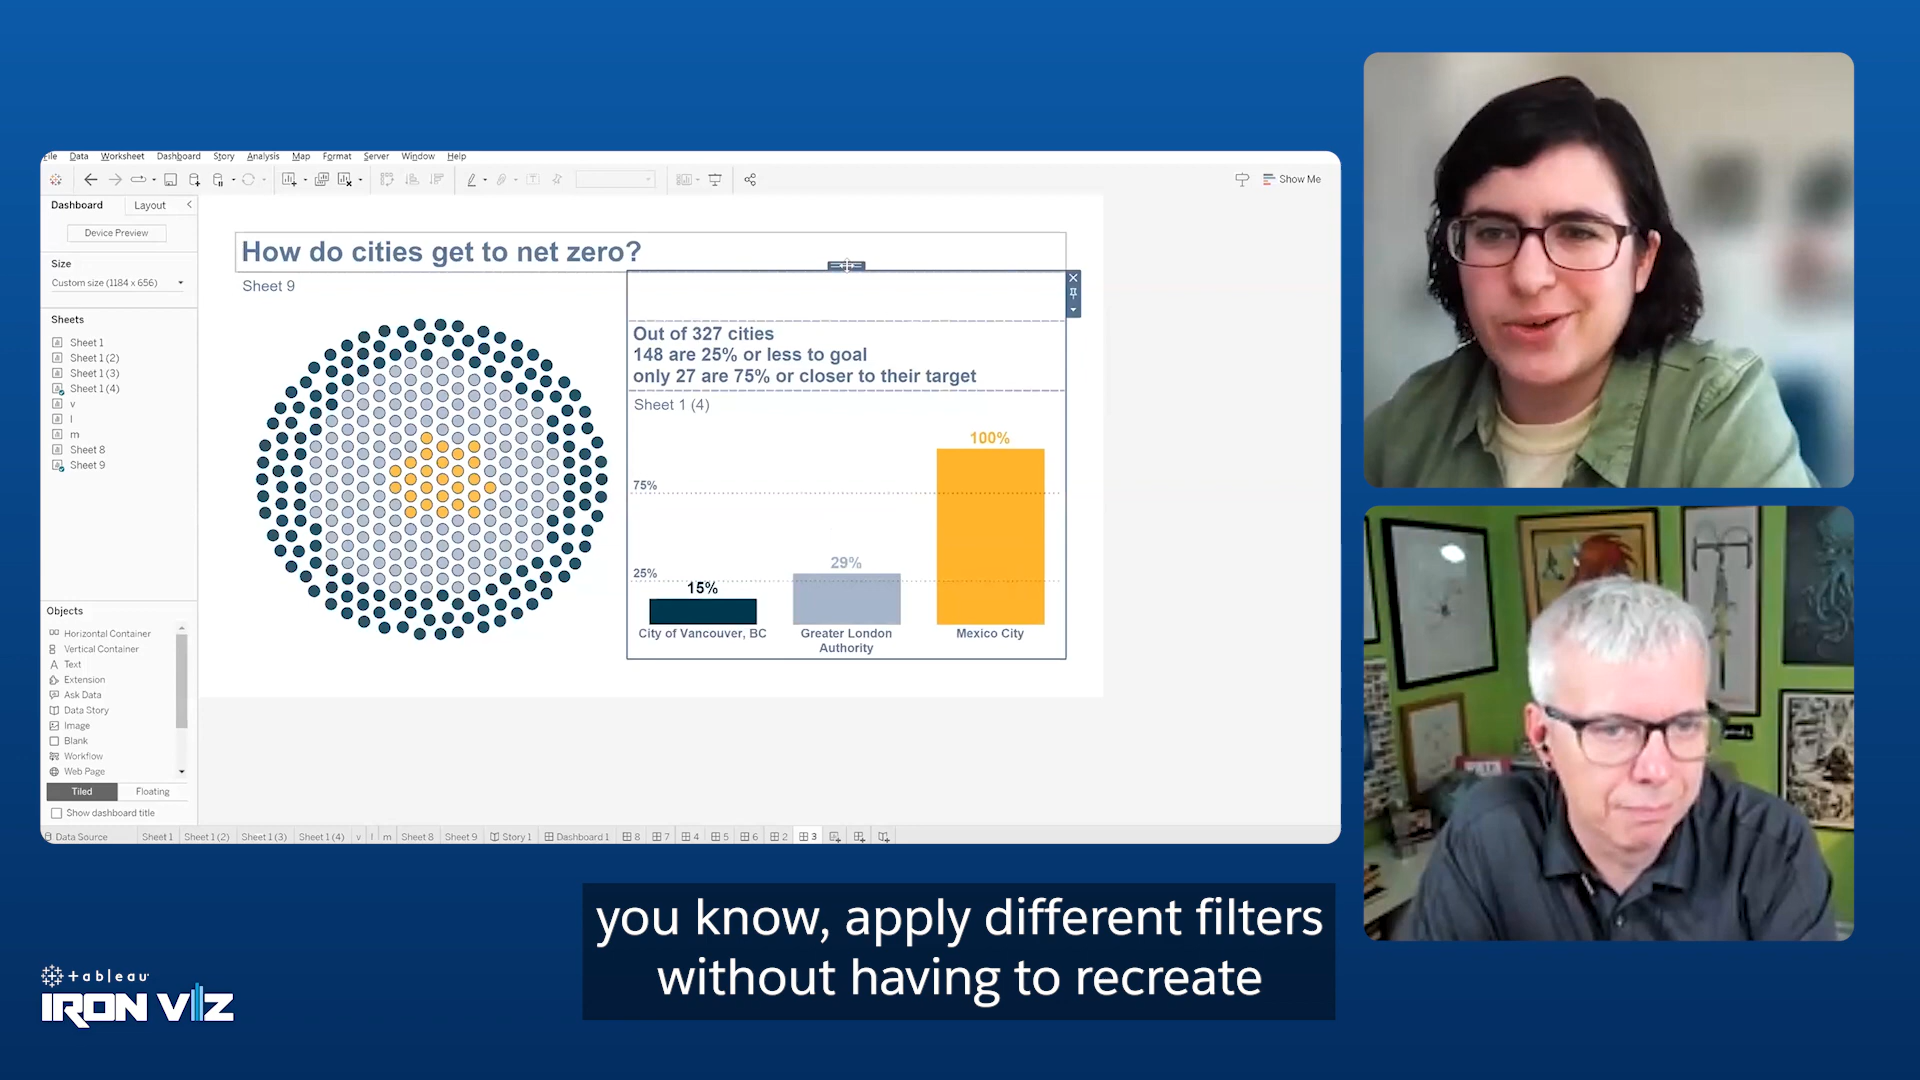 File Data Worksheet Dashboard Story Analysis Map Format Server Window Help
Show Me
Dashboard Layout
Device Preview
Size
Custom size (1184 x 656)
Sheets
Sheet 1
Sheet 1 (2)
Sheet 1 (3)
Sheet 1 (4)
v
l
m
Sheet 8
Sheet 9
Objects
Horizontal Container
Vertical Container
Text
Extension
Ask Data
Data Story
Image
Blank
Workflow
Web Page
Tiled Floating
Show dashboard title
How do cities get to net zero?
Sheet 9
Out of 327 cities
148 are 25% or less to goal
only 27 are 75% or closer to their target
Sheet 1 (4)
100%
75%
29%
25%
15%
City of Vancouver, BC
Greater London
Authority
Mexico City
Data Source Sheet 1 Sheet 1 (2) Sheet 1 (3) Sheet 1 (4) v l m Sheet 8 Sheet 9 Story 1 Dashboard 1 8 7 4 5 6 2 3
you know, apply different filters
without having to recreate
tableau
IRON VIZ